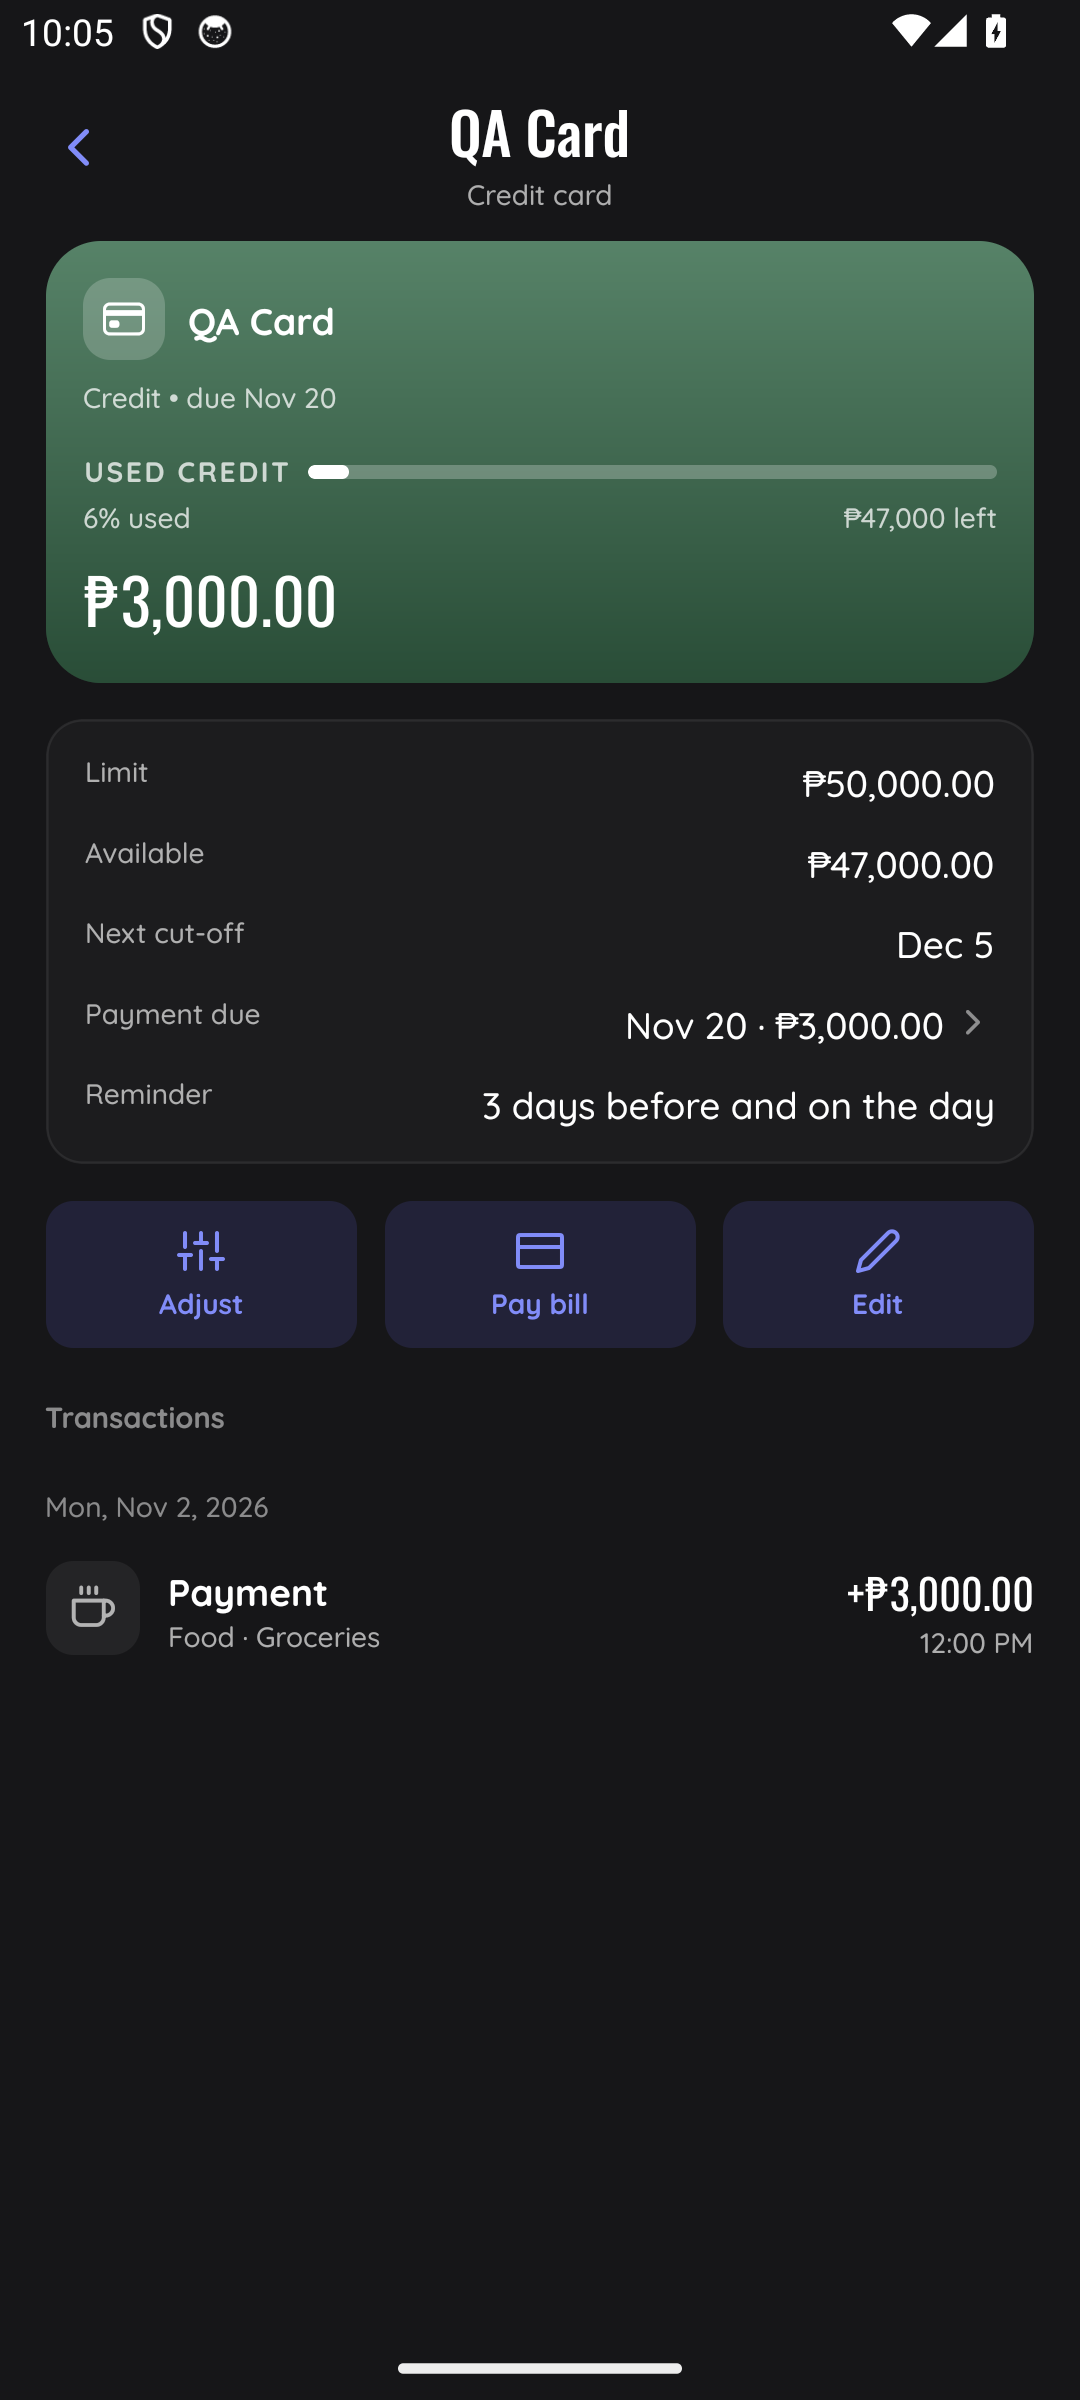 10:05
QA Card
Credit card
QA Card
Credit • due Nov 20
USED CREDIT
6% used ₱47,000 left
₱3,000.00
Limit ₱50,000.00
Available ₱47,000.00
Next cut-off Dec 5
Payment due Nov 20 · ₱3,000.00
Reminder 3 days before and on the day
Adjust Pay bill Edit
Transactions
Mon, Nov 2, 2026
Payment +₱3,000.00
Food · Groceries 12:00 PM